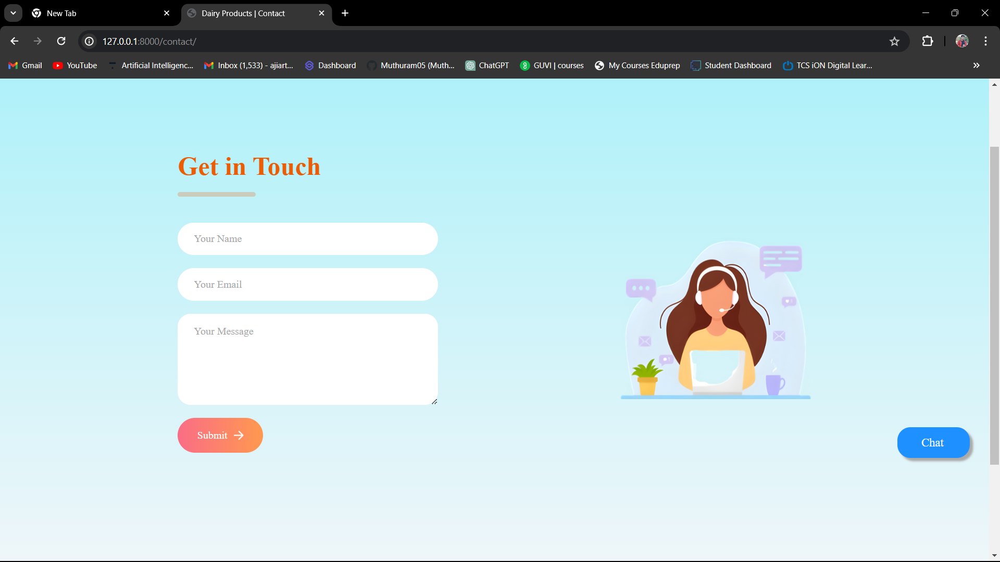 New Tab
Dairy Products | Contact
127.0.0.1:8000/contact/
Gmail
YouTube
Artificial Intelligenc...
Inbox (1,533) - ajiart...
Dashboard
Muthuram05 (Muth...
ChatGPT
GUVI | courses
My Courses Eduprep
Student Dashboard
TCS iON Digital Lear...
Get in Touch
Your Name
Your Email
Your Message
Submit
Chat